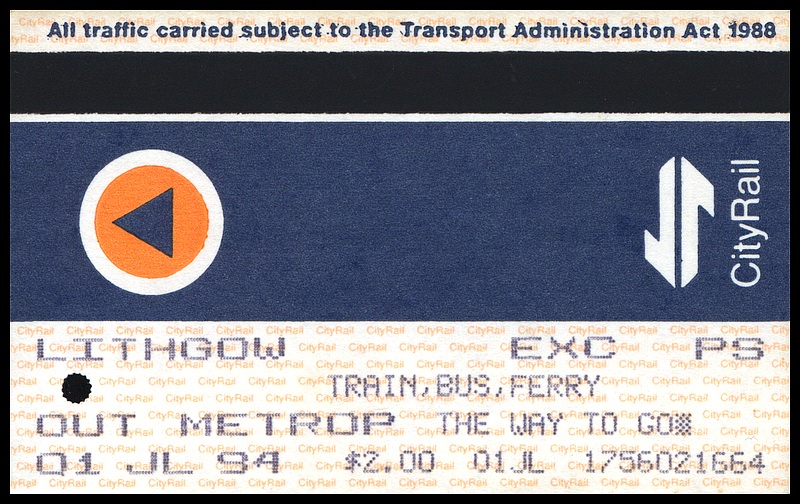 All traffic carried subject to the Transport Administration Act 1988
CityRail
LITHGOW EXC PS
TRAIN,BUS,FERRY
OUT METROP THE WAY TO GO
01 JL 94 $2.00 01JL 1756021664